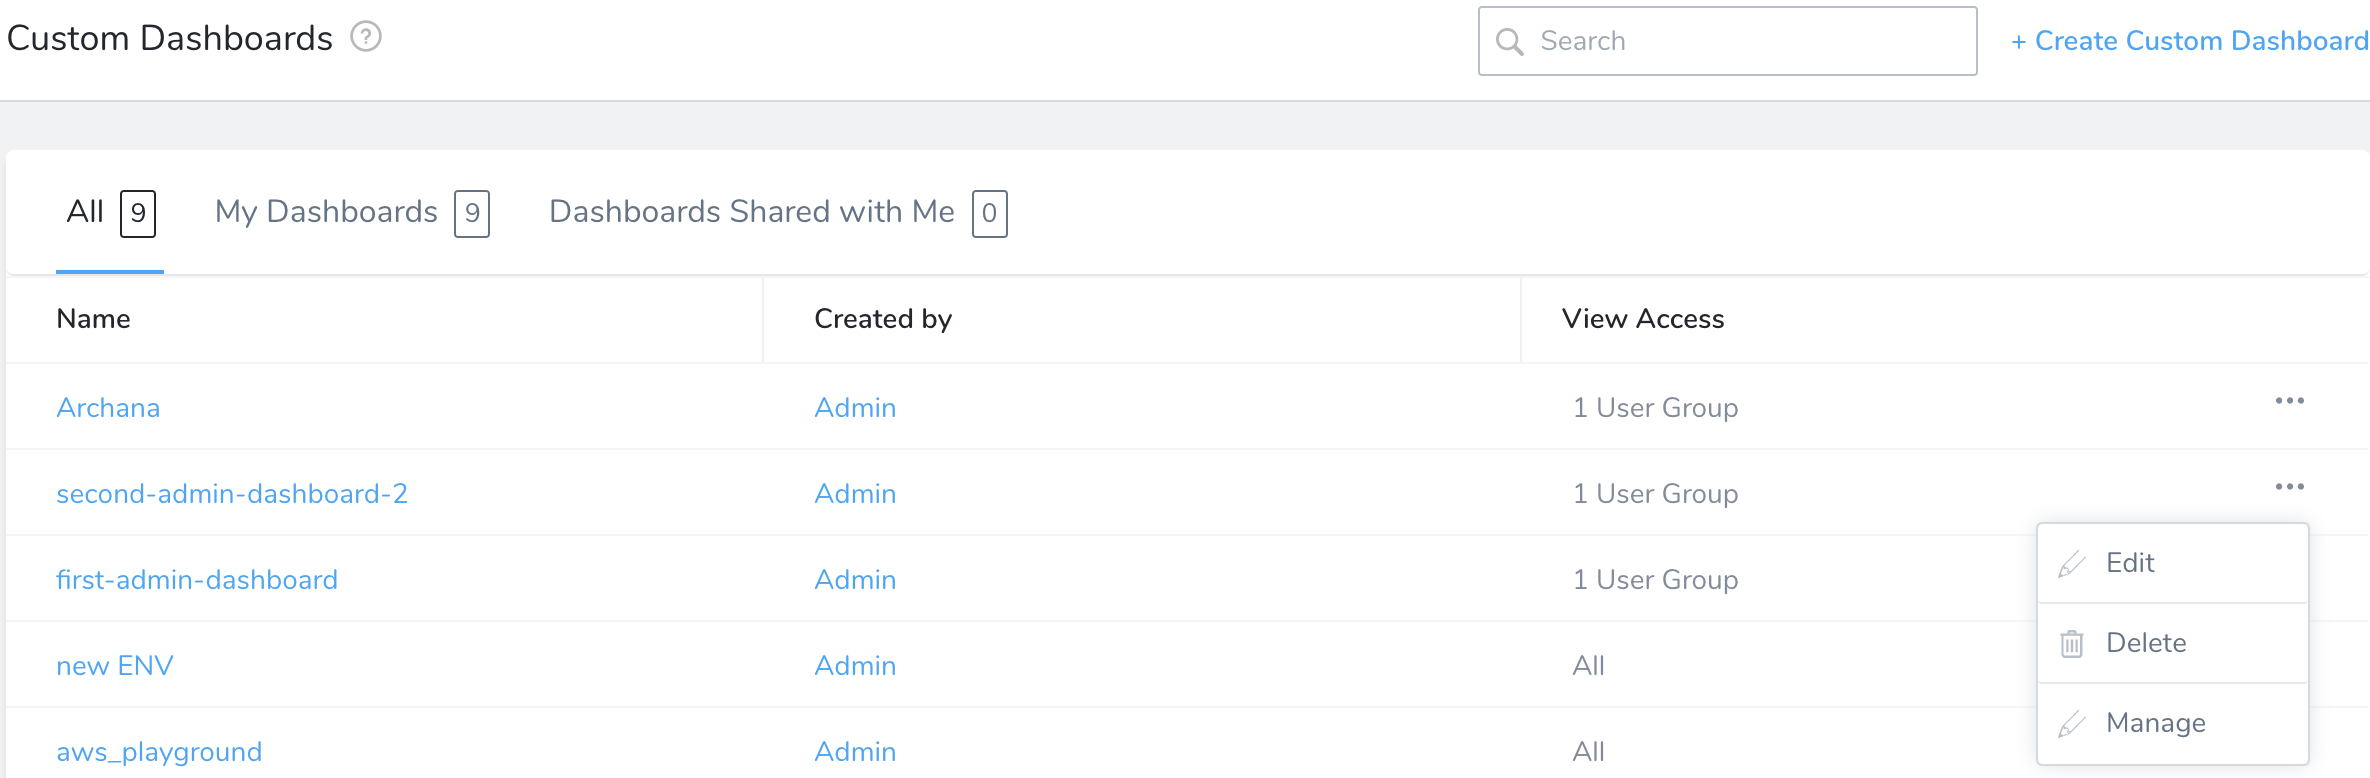 Custom Dashboards ?
Search
+ Create Custom Dashboard
All 9 My Dashboards 9 Dashboards Shared with Me 0
Name Created by View Access
Archana Admin 1 User Group
second-admin-dashboard-2 Admin 1 User Group
first-admin-dashboard Admin 1 User Group
new ENV Admin All
aws_playground Admin All
Edit
Delete
Manage